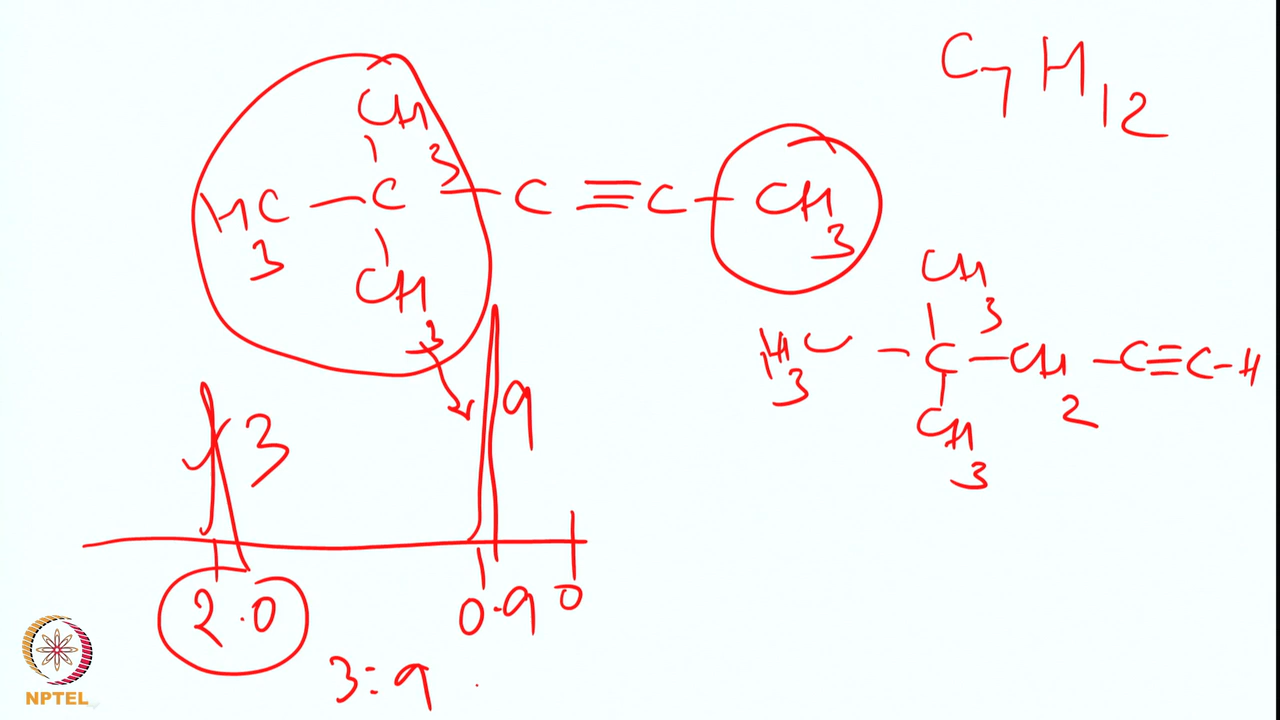 C7H12
CH3
H3C – C – C ≡ C – CH3
CH3
CH3
H3C – C – CH2 – C≡C–H
CH3
3
9
2.0
0.9
0
3:9
NPTEL